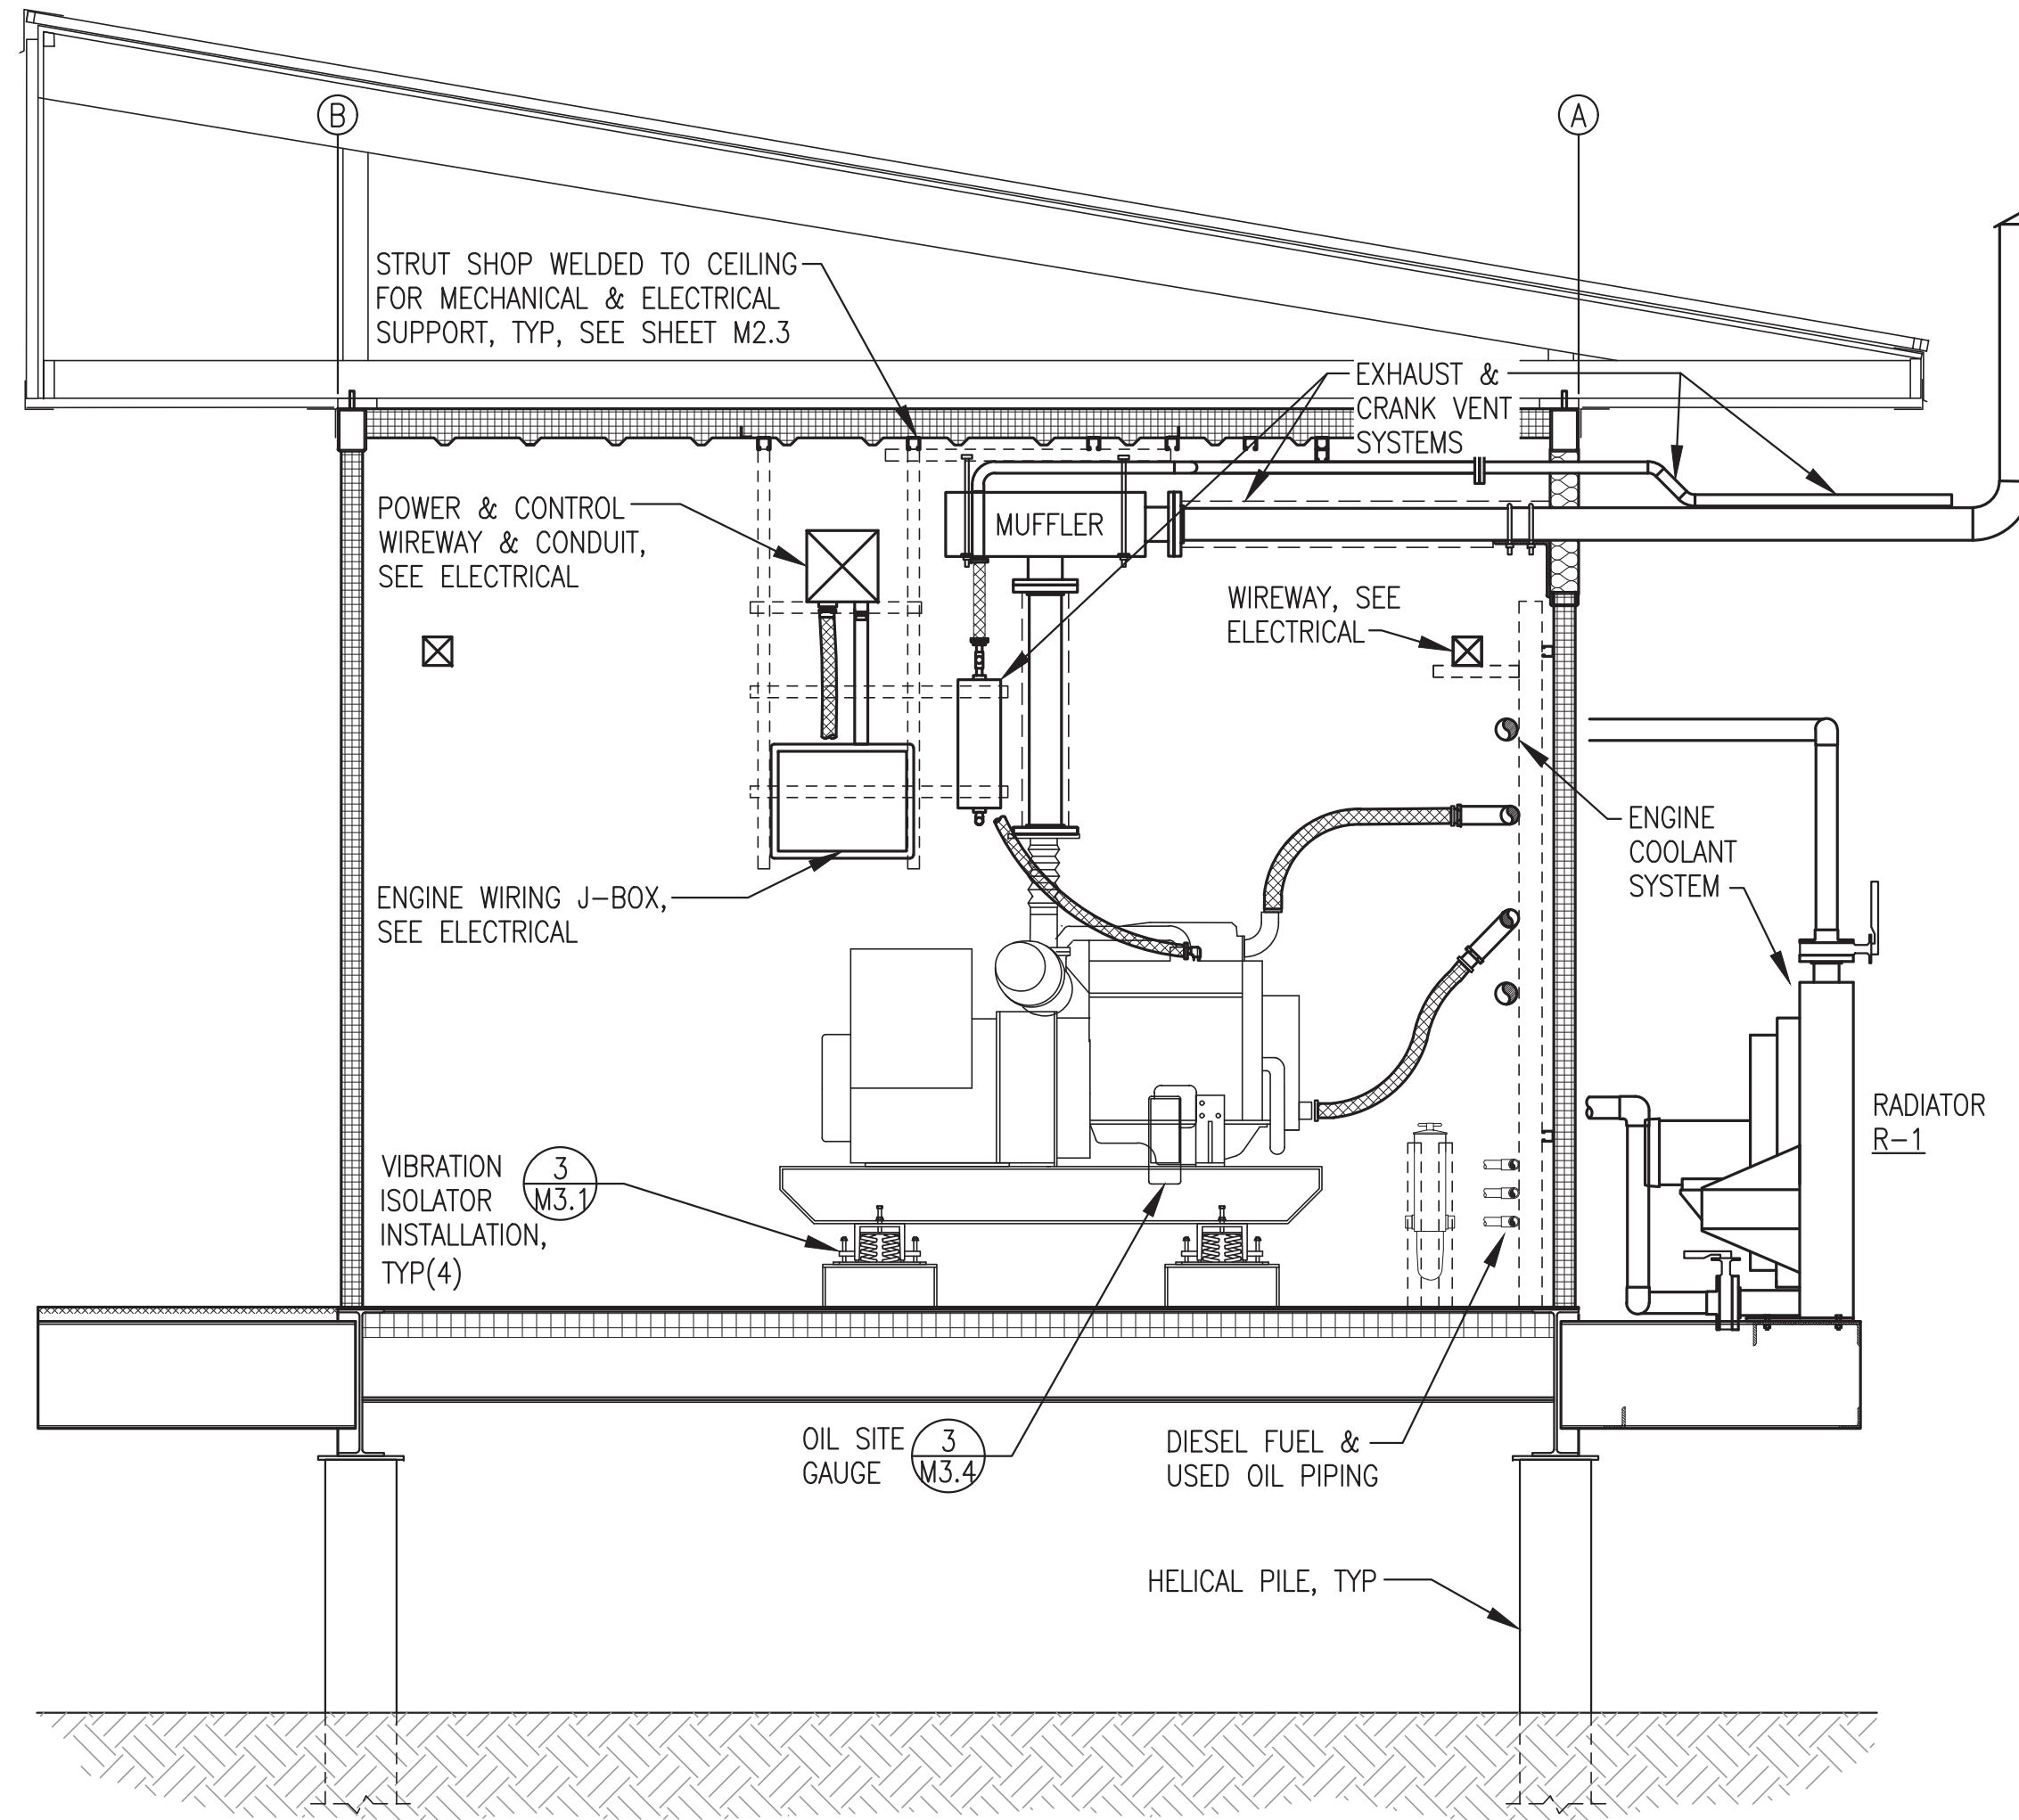 B
A
STRUT SHOP WELDED TO CEILING
FOR MECHANICAL & ELECTRICAL
SUPPORT, TYP, SEE SHEET M2.3
EXHAUST &
CRANK VENT
SYSTEMS
POWER & CONTROL
WIREWAY & CONDUIT,
SEE ELECTRICAL
MUFFLER
WIREWAY, SEE
ELECTRICAL
ENGINE
COOLANT
SYSTEM
ENGINE WIRING J-BOX,
SEE ELECTRICAL
RADIATOR
R-1
VIBRATION
ISOLATOR
INSTALLATION,
TYP(4)
3
M3.1
OIL SITE
GAUGE
3
M3.4
DIESEL FUEL &
USED OIL PIPING
HELICAL PILE, TYP